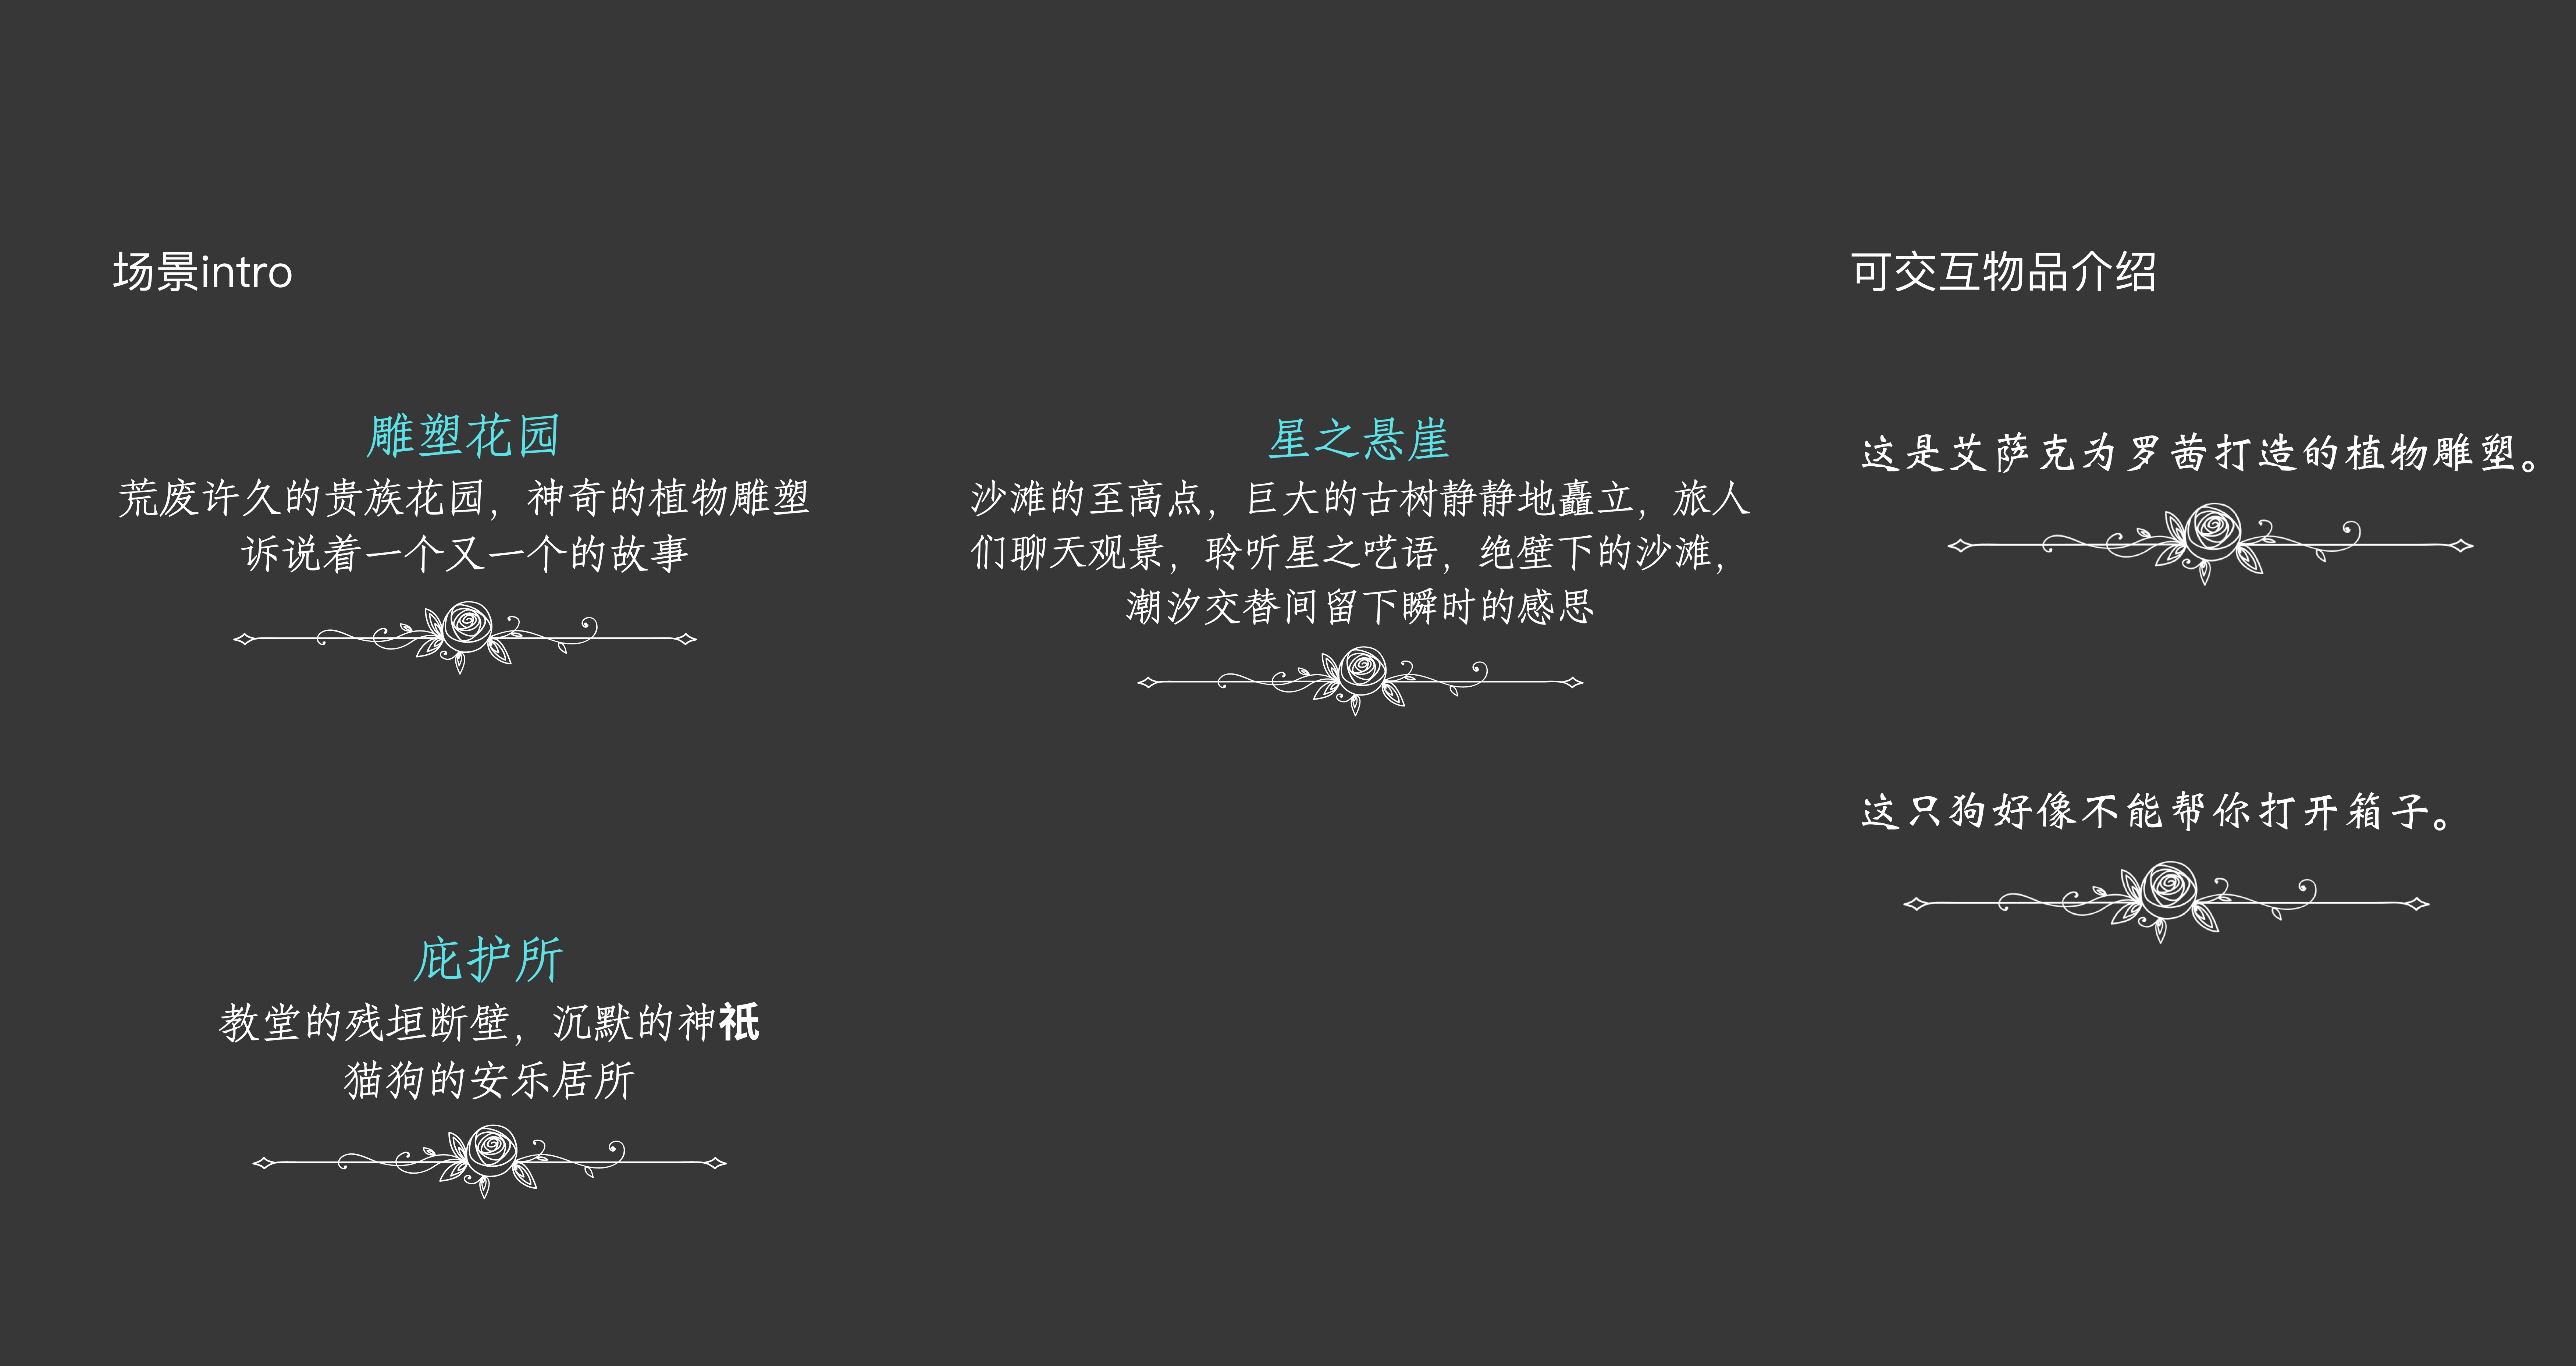 场景intro
雕塑花园
荒废许久的贵族花园，神奇的植物雕塑
诉说着一个又一个的故事
星之悬崖
沙滩的至高点，巨大的古树静静地矗立，旅人
们聊天观景，聆听星之呓语，绝壁下的沙滩，
潮汐交替间留下瞬时的感思
庇护所
教堂的残垣断壁，沉默的神祇
猫狗的安乐居所
可交互物品介绍
这是艾萨克为罗茜打造的植物雕塑。
这只狗好像不能帮你打开箱子。